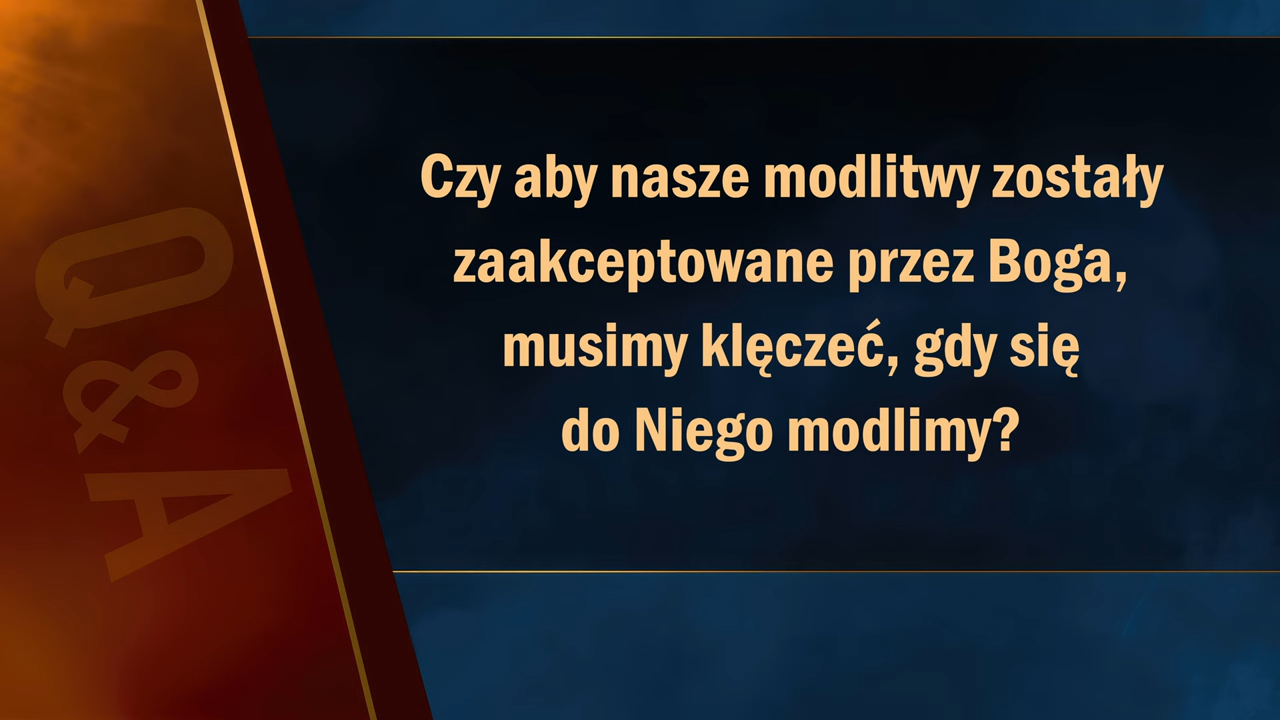 Q & A
Czy aby nasze modlitwy zostały
zaakceptowane przez Boga,
musimy klęczeć, gdy się
do Niego modlimy?